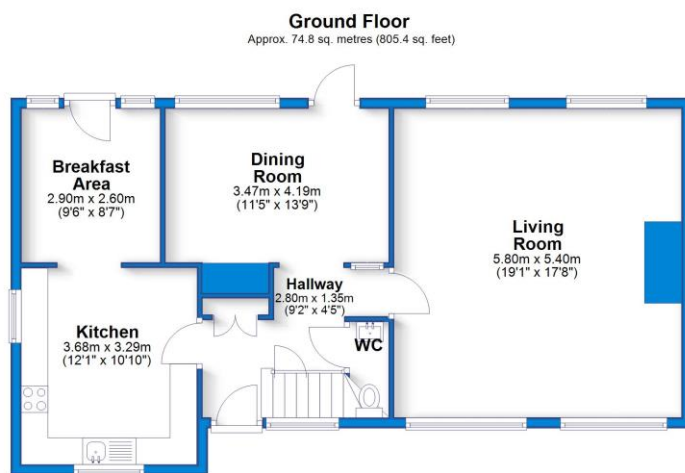 Ground Floor
Approx. 74.8 sq. metres (805.4 sq. feet)
Breakfast
Area
2.90m x 2.60m
(9'6" x 8'7")
Dining
Room
3.47m x 4.19m
(11'5" x 13'9")
Living
Room
5.80m x 5.40m
(19'1" x 17'8")
Hallway
2.80m x 1.35m
(9'2" x 4'5")
Kitchen
3.68m x 3.29m
(12'1" x 10'10")
WC